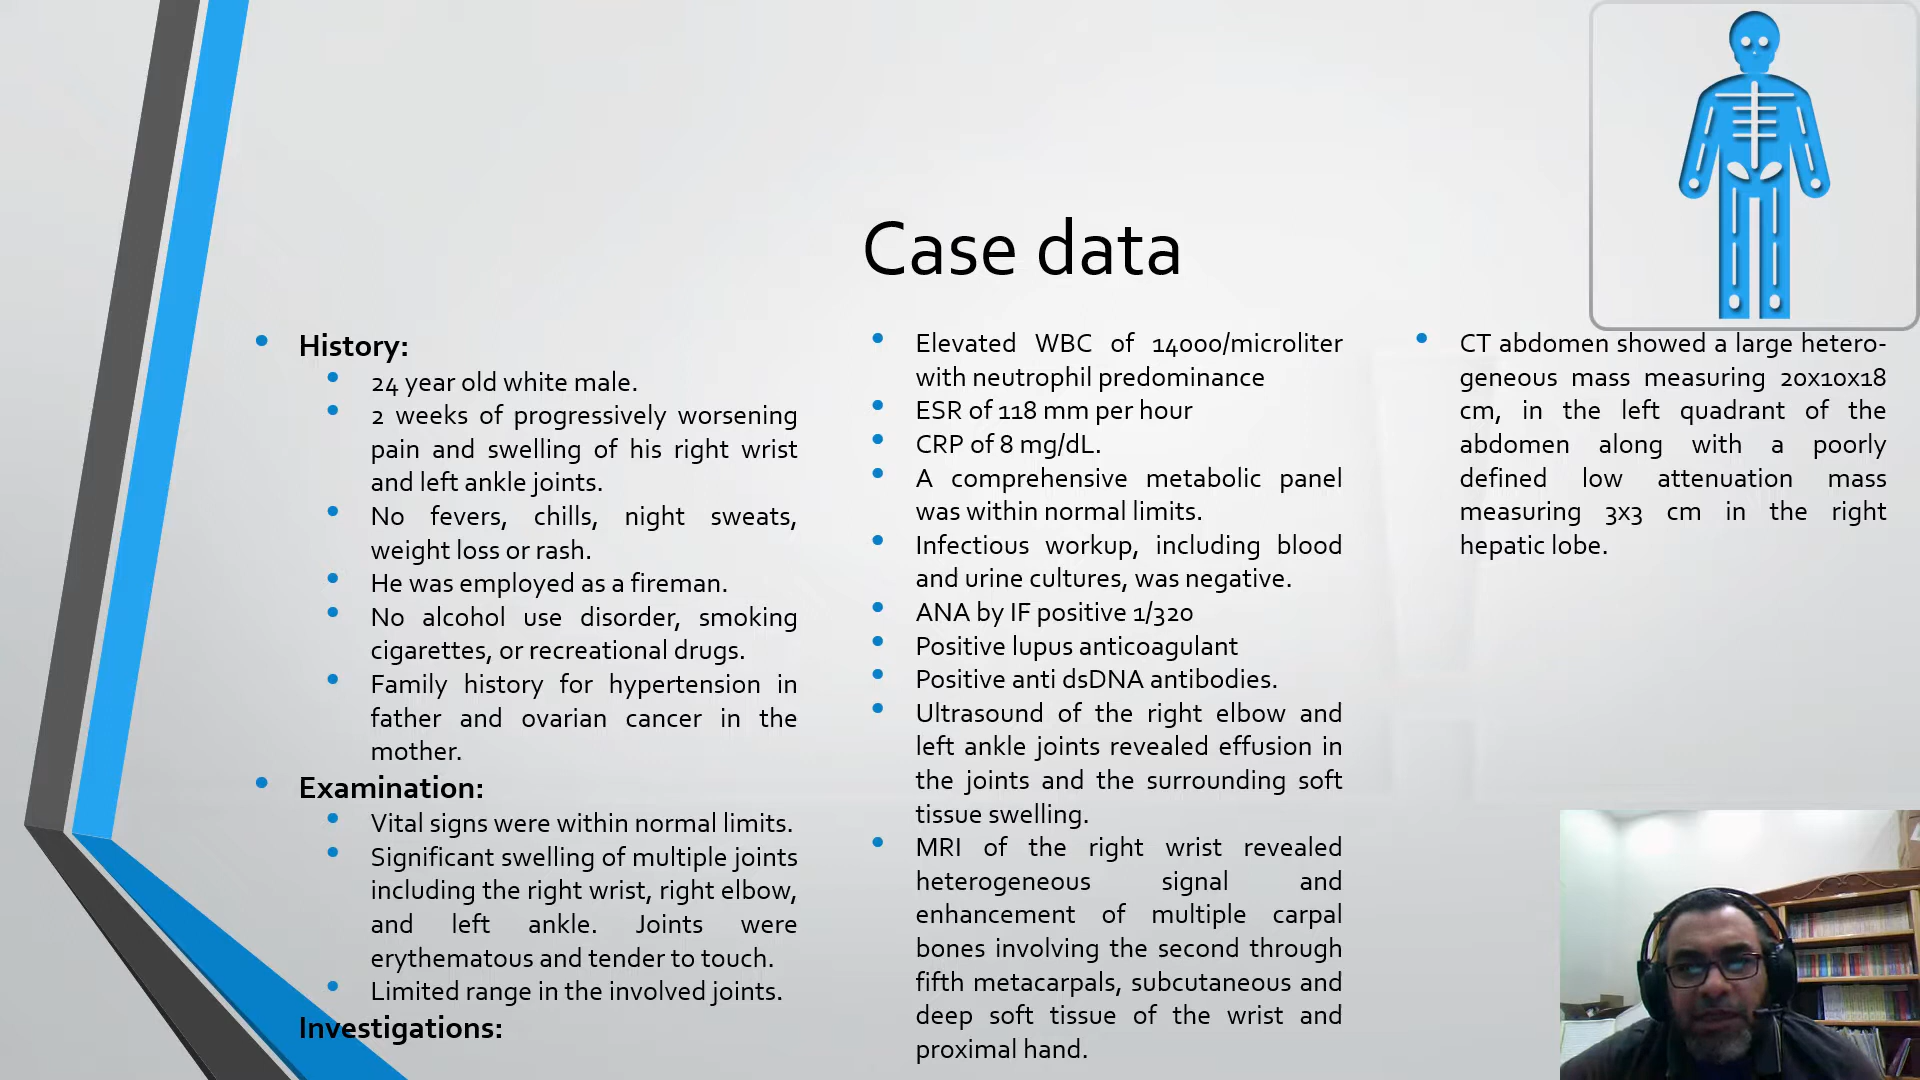 Case data
History:
24 year old white male.
2 weeks of progressively worsening
pain and swelling of his right wrist
and left ankle joints.
No fevers, chills, night sweats,
weight loss or rash.
He was employed as a fireman.
No alcohol use disorder, smoking
cigarettes, or recreational drugs.
Family history for hypertension in
father and ovarian cancer in the
mother.
Examination:
Vital signs were within normal limits.
Significant swelling of multiple joints
including the right wrist, right elbow,
and left ankle. Joints were
erythematous and tender to touch.
Limited range in the involved joints.
Investigations:
Elevated WBC of 14000/microliter
with neutrophil predominance
ESR of 118 mm per hour
CRP of 8 mg/dL.
A comprehensive metabolic panel
was within normal limits.
Infectious workup, including blood
and urine cultures, was negative.
ANA by IF positive 1/320
Positive lupus anticoagulant
Positive anti dsDNA antibodies.
Ultrasound of the right elbow and
left ankle joints revealed effusion in
the joints and the surrounding soft
tissue swelling.
MRI of the right wrist revealed
heterogeneous signal and
enhancement of multiple carpal
bones involving the second through
fifth metacarpals, subcutaneous and
deep soft tissue of the wrist and
proximal hand.
CT abdomen showed a large hetero-
geneous mass measuring 20x10x18
cm, in the left quadrant of the
abdomen along with a poorly
defined low attenuation mass
measuring 3x3 cm in the right
hepatic lobe.